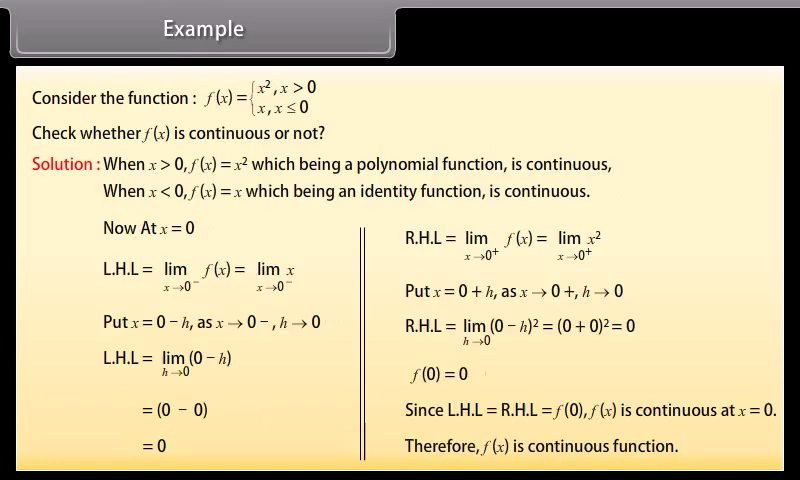 Example
Consider the function : f(x) = { x², x > 0
x, x ≤ 0
Check whether f(x) is continuous or not?
Solution : When x > 0, f(x) = x² which being a polynomial function, is continuous,
When x < 0, f(x) = x which being an identity function, is continuous.
Now At x = 0
L.H.L = lim f(x) = lim x
x→0⁻ x→0⁻
Put x = 0 − h, as x → 0 −, h → 0
L.H.L = lim (0 − h)
h→0
= (0 − 0)
= 0
R.H.L = lim f(x) = lim x²
x→0⁺ x→0⁺
Put x = 0 + h, as x → 0 +, h → 0
R.H.L = lim (0 − h)² = (0 + 0)² = 0
h→0
f(0) = 0
Since L.H.L = R.H.L = f(0), f(x) is continuous at x = 0.
Therefore, f(x) is continuous function.